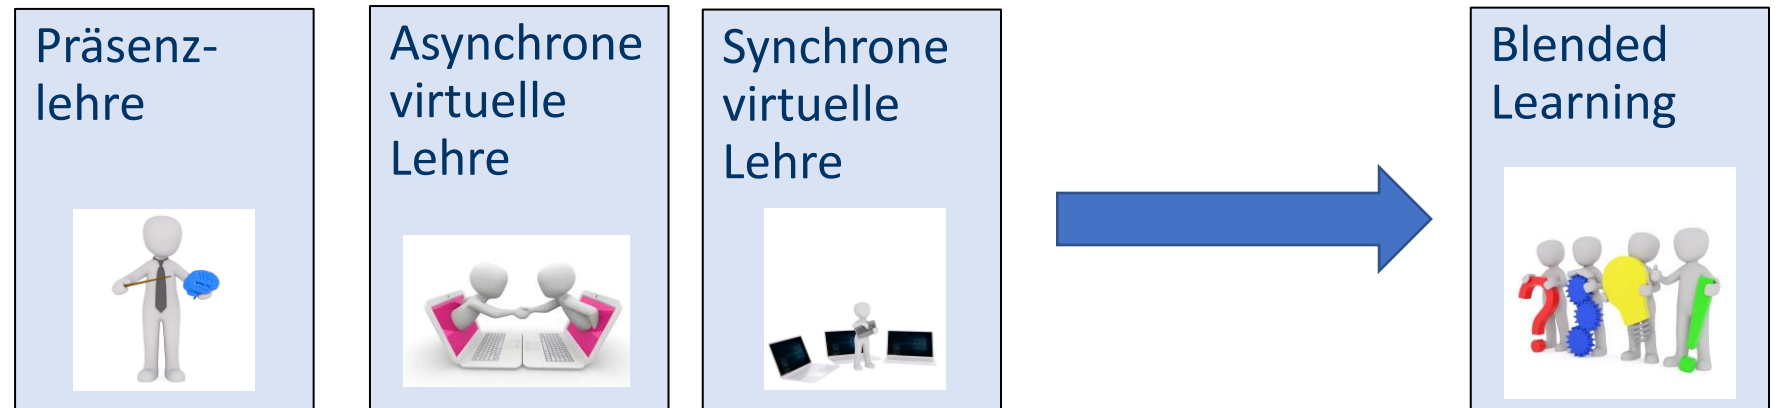 Präsenz-
lehre
Asynchrone
virtuelle
Lehre
Synchrone
virtuelle
Lehre
Blended
Learning